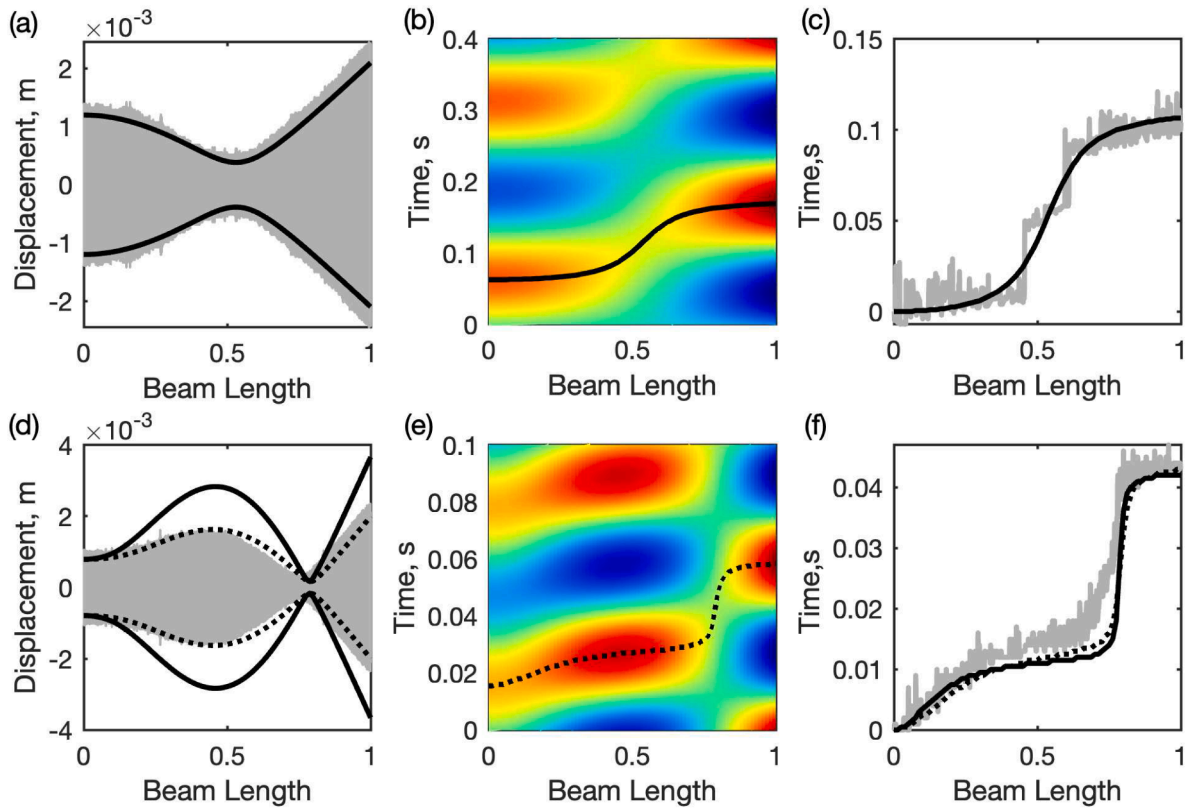 (a)
×10⁻³
Displacement, m
2
1
0
-1
-2
0
0.5
1
Beam Length
(b)
Time, s
0.4
0.3
0.2
0.1
0
0
0.5
1
Beam Length
(c)
Time,s
0.15
0.1
0.05
0
0
0.5
1
Beam Length
(d)
×10⁻³
Displacement, m
4
2
0
-2
-4
0
0.5
1
Beam Length
(e)
Time, s
0.1
0.08
0.06
0.04
0.02
0
0
0.5
1
Beam Length
(f)
Time,s
0.04
0.03
0.02
0.01
0
0
0.5
1
Beam Length